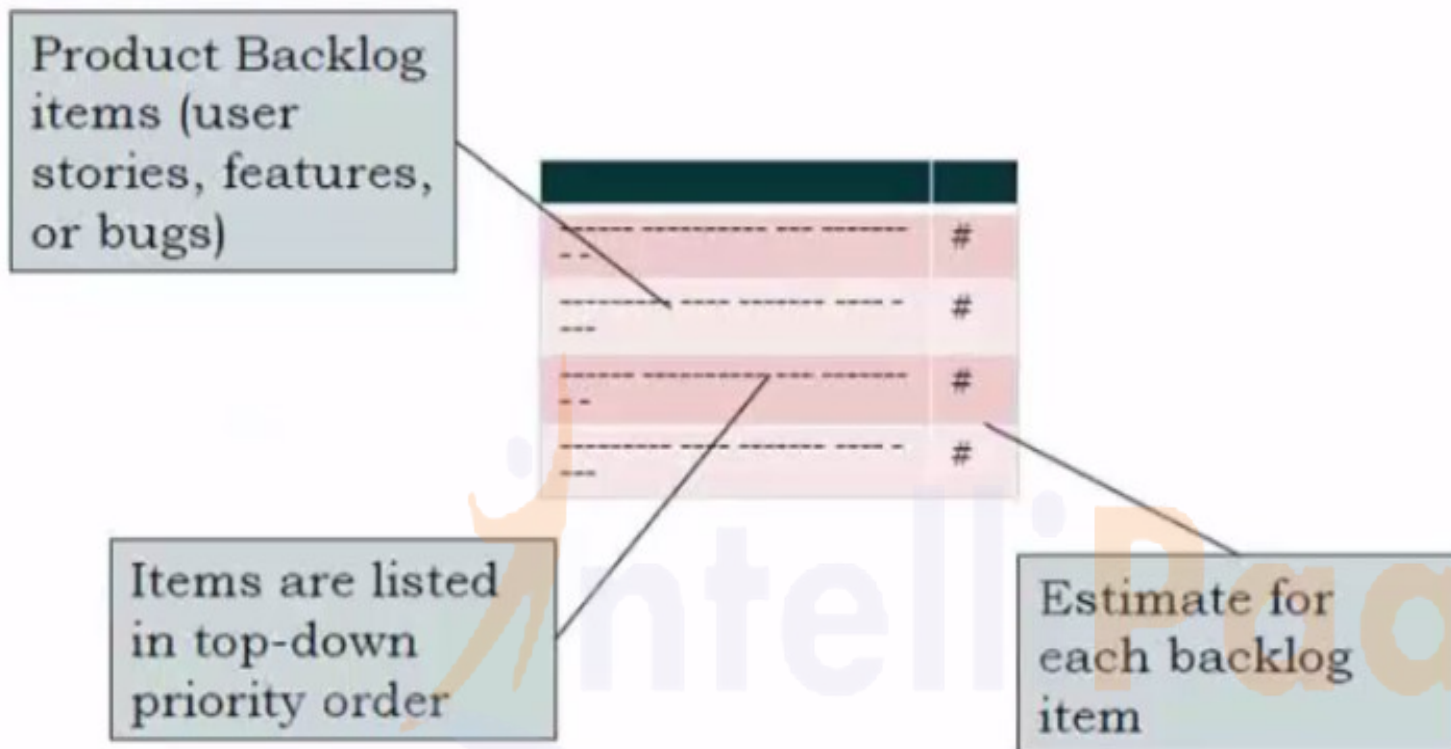 Product Backlog
items (user
stories, features,
or bugs)
#
#
#
#
Items are listed
in top-down
priority order
Estimate for
each backlog
item
IntelliPaa